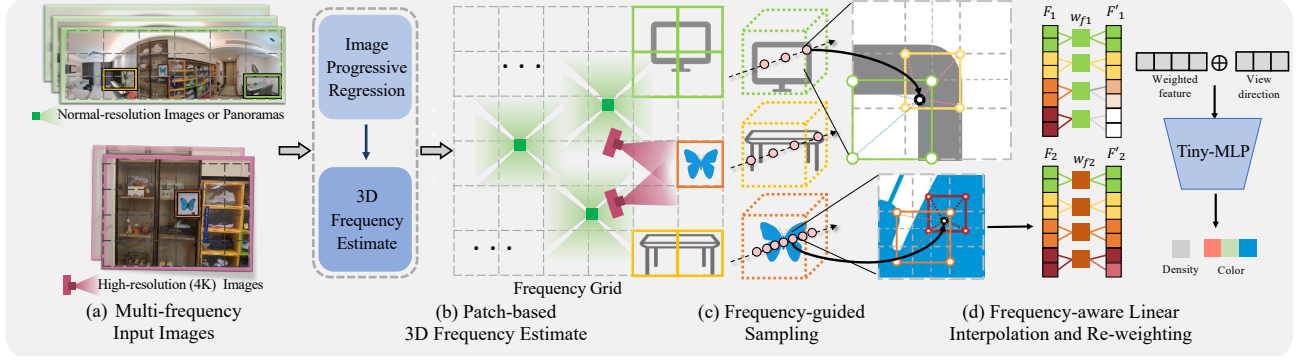 Normal-resolution Images or Panoramas
High-resolution (4K) Images
(a) Multi-frequency
Input Images
Image
Progressive
Regression
3D
Frequency
Estimate
. . .
. . .
Frequency Grid
(b) Patch-based
3D Frequency Estimate
(c) Frequency-guided
Sampling
F₁ w_f1 F'₁
F₂ w_f2 F'₂
Weighted
feature
⊕
View
direction
Tiny-MLP
Density
Color
(d) Frequency-aware Linear
Interpolation and Re-weighting